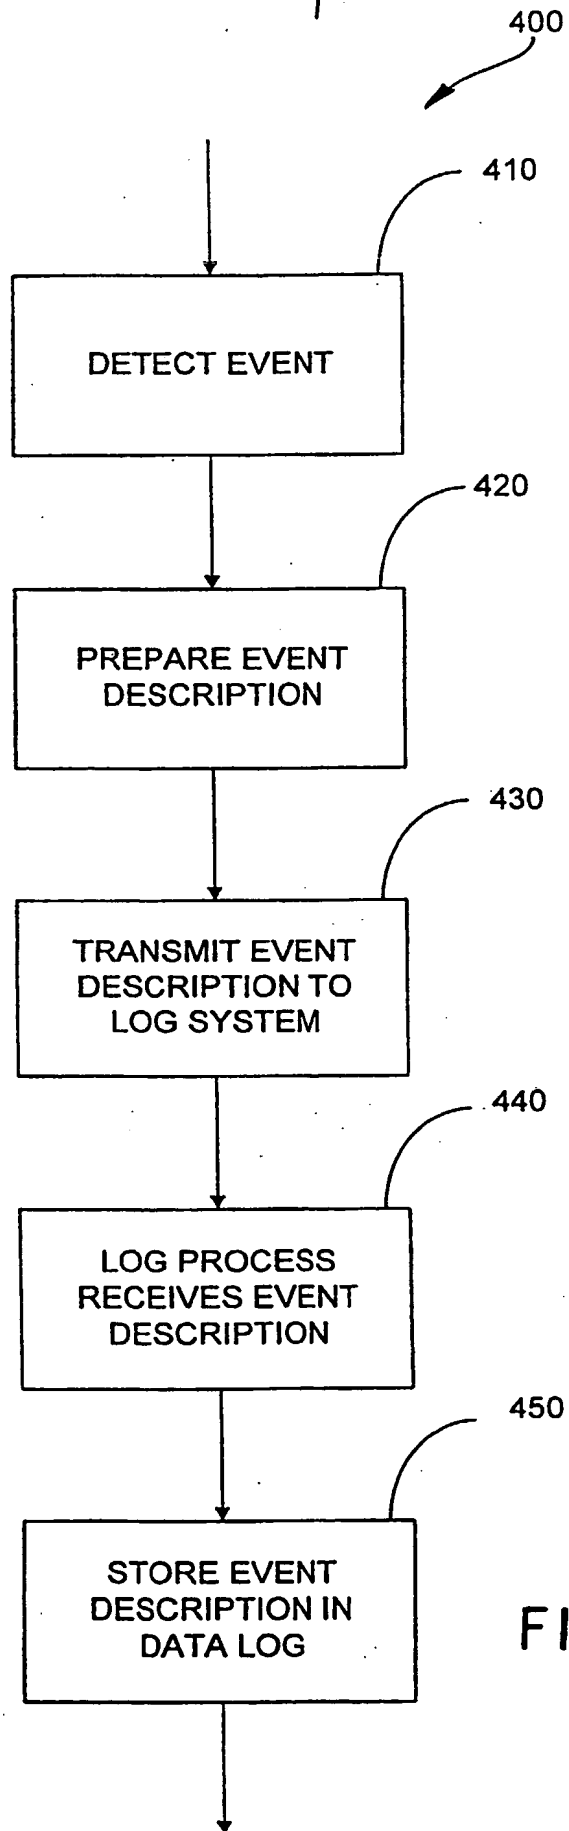 400
410
DETECT EVENT
420
PREPARE EVENT
DESCRIPTION
430
TRANSMIT EVENT
DESCRIPTION TO
LOG SYSTEM
440
LOG PROCESS
RECEIVES EVENT
DESCRIPTION
450
STORE EVENT
DESCRIPTION IN
DATA LOG
FI